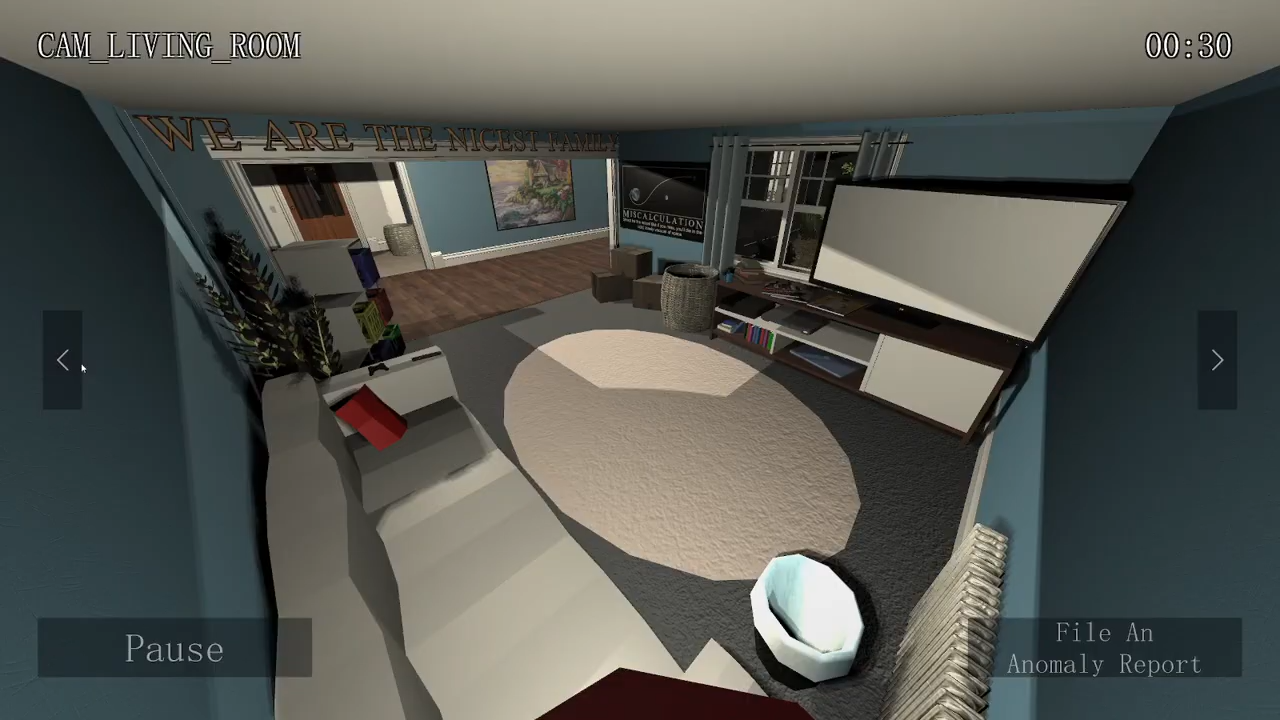 CAM_LIVING_ROOM
00:30
WE ARE THE NICEST FAMILY
MISCALCULATION
Pause
File An
Anomaly Report